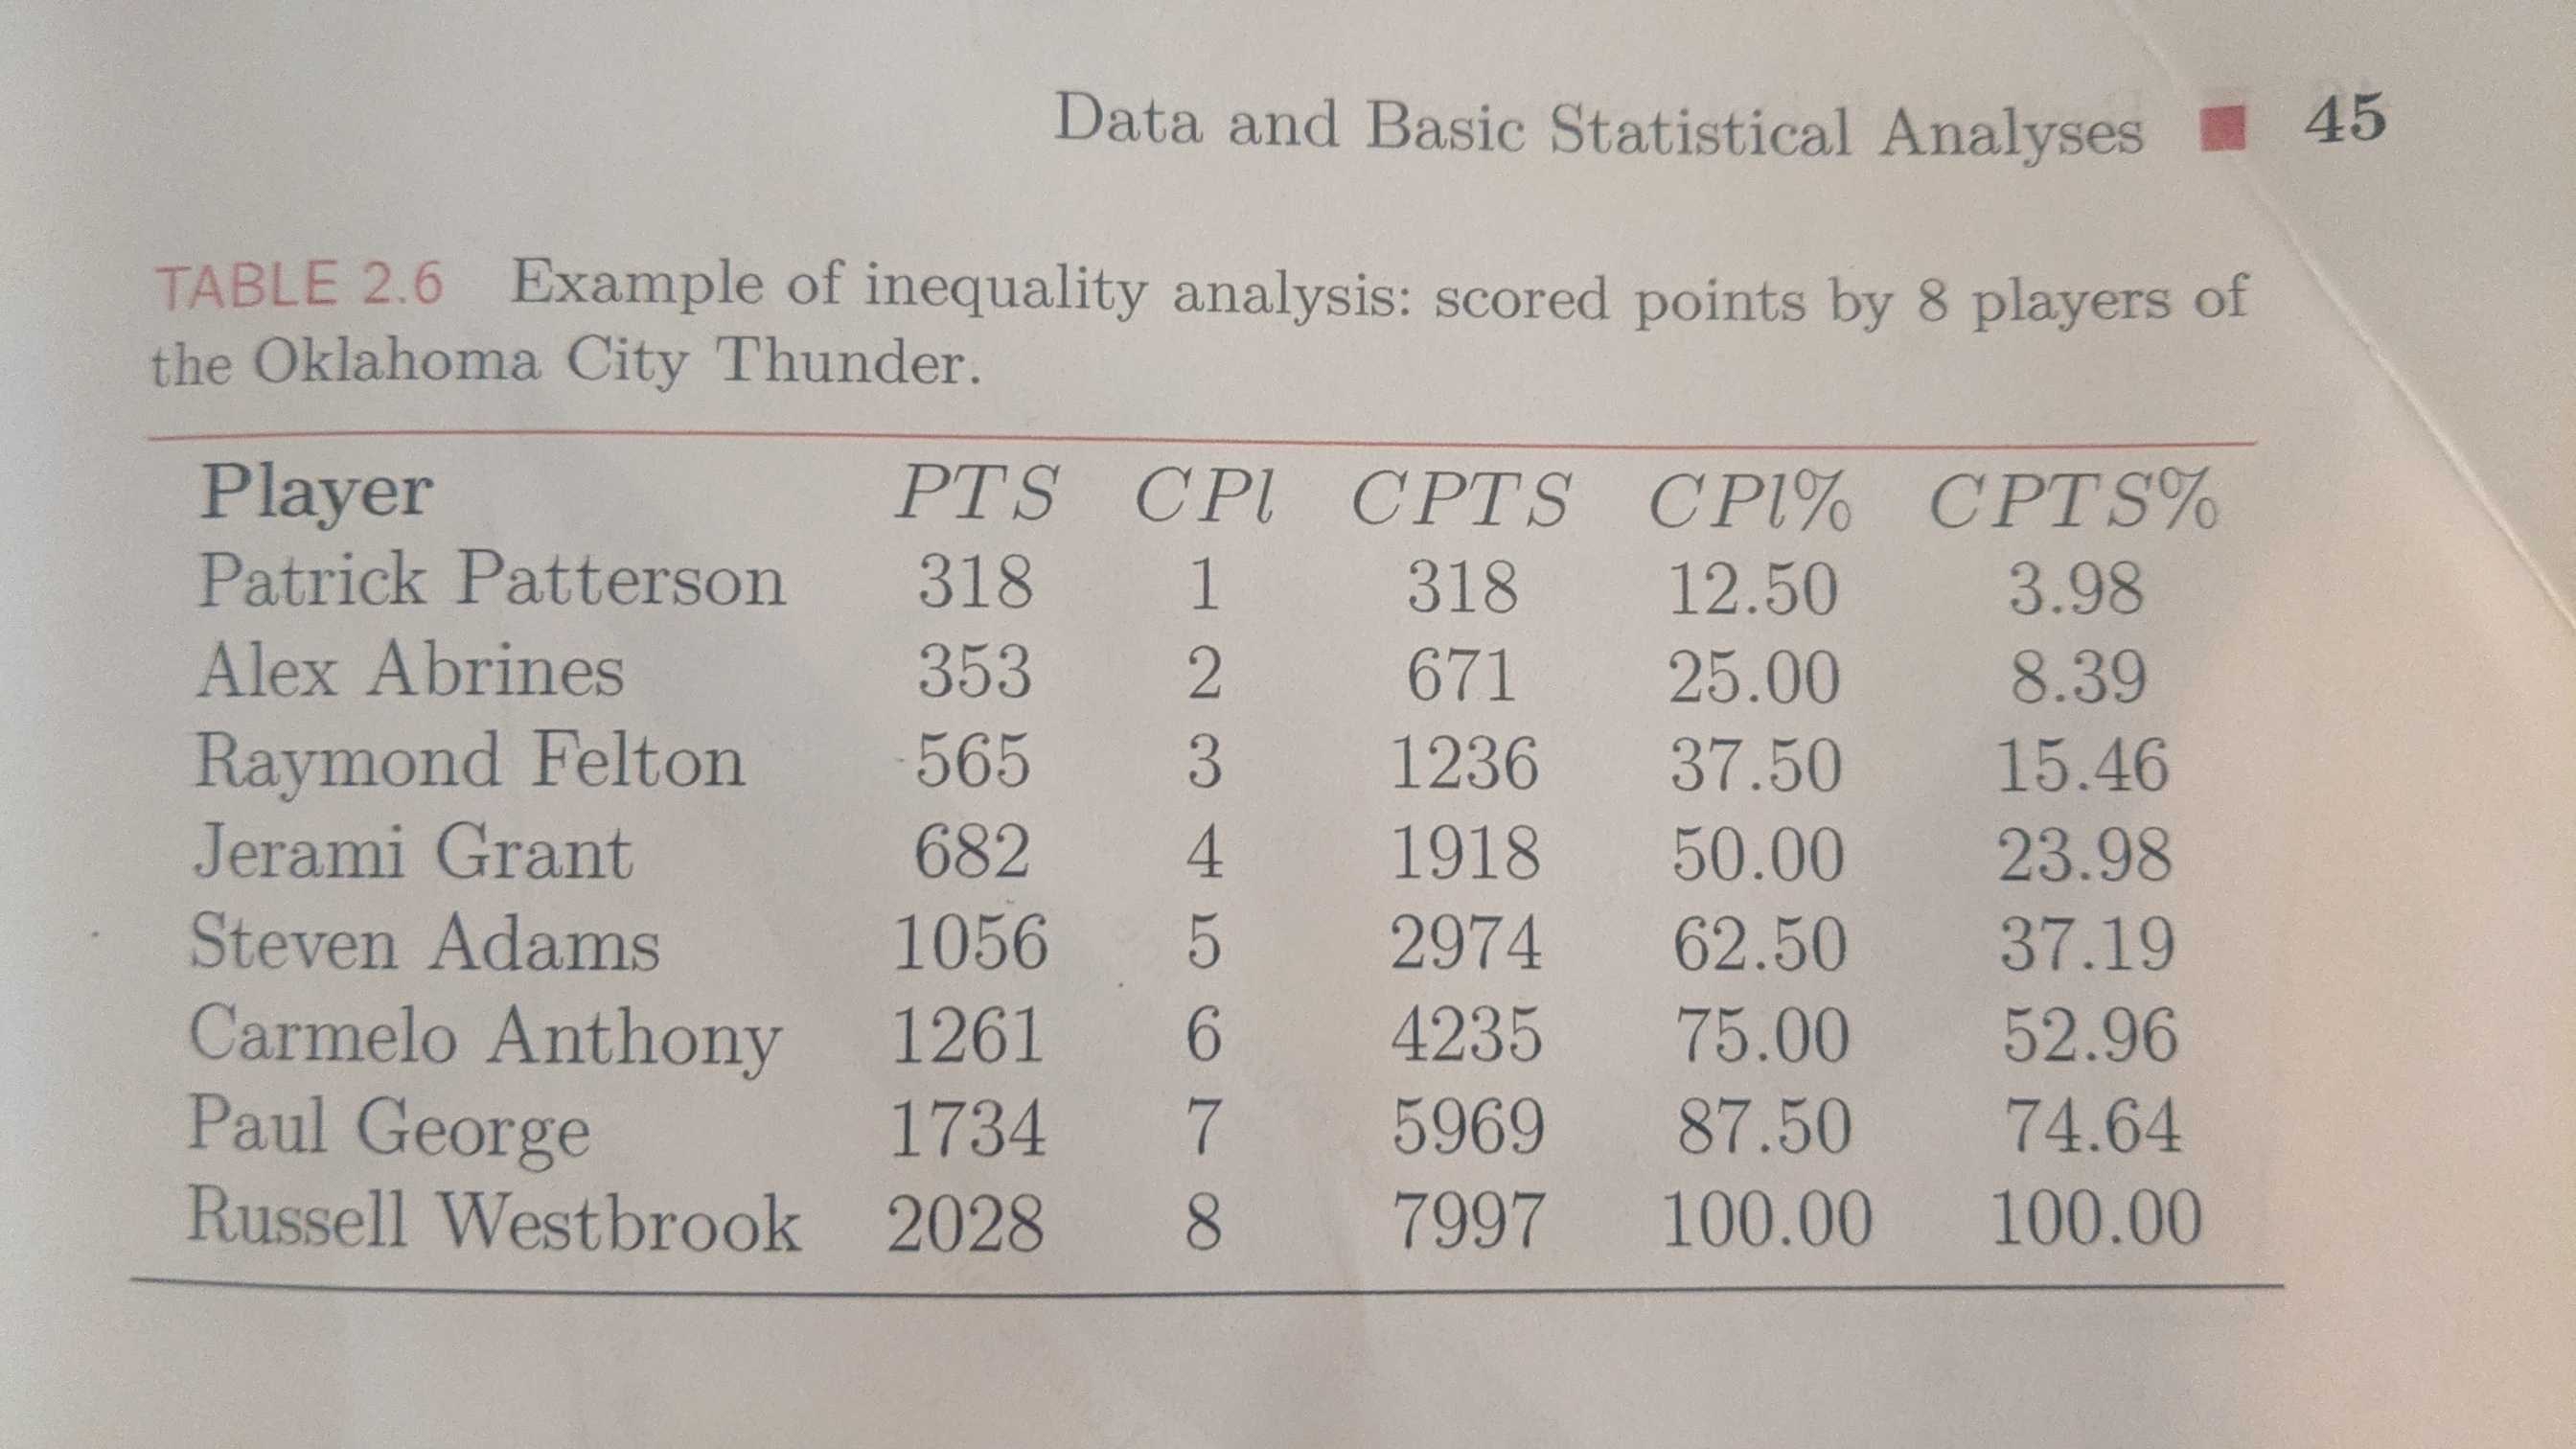 Data and Basic Statistical Analyses ■ 45
TABLE 2.6 Example of inequality analysis: scored points by 8 players of
the Oklahoma City Thunder.
Player PTS CPl CPTS CPl% CPTS%
Patrick Patterson 318 1 318 12.50 3.98
Alex Abrines 353 2 671 25.00 8.39
Raymond Felton 565 3 1236 37.50 15.46
Jerami Grant 682 4 1918 50.00 23.98
Steven Adams 1056 5 2974 62.50 37.19
Carmelo Anthony 1261 6 4235 75.00 52.96
Paul George 1734 7 5969 87.50 74.64
Russell Westbrook 2028 8 7997 100.00 100.00